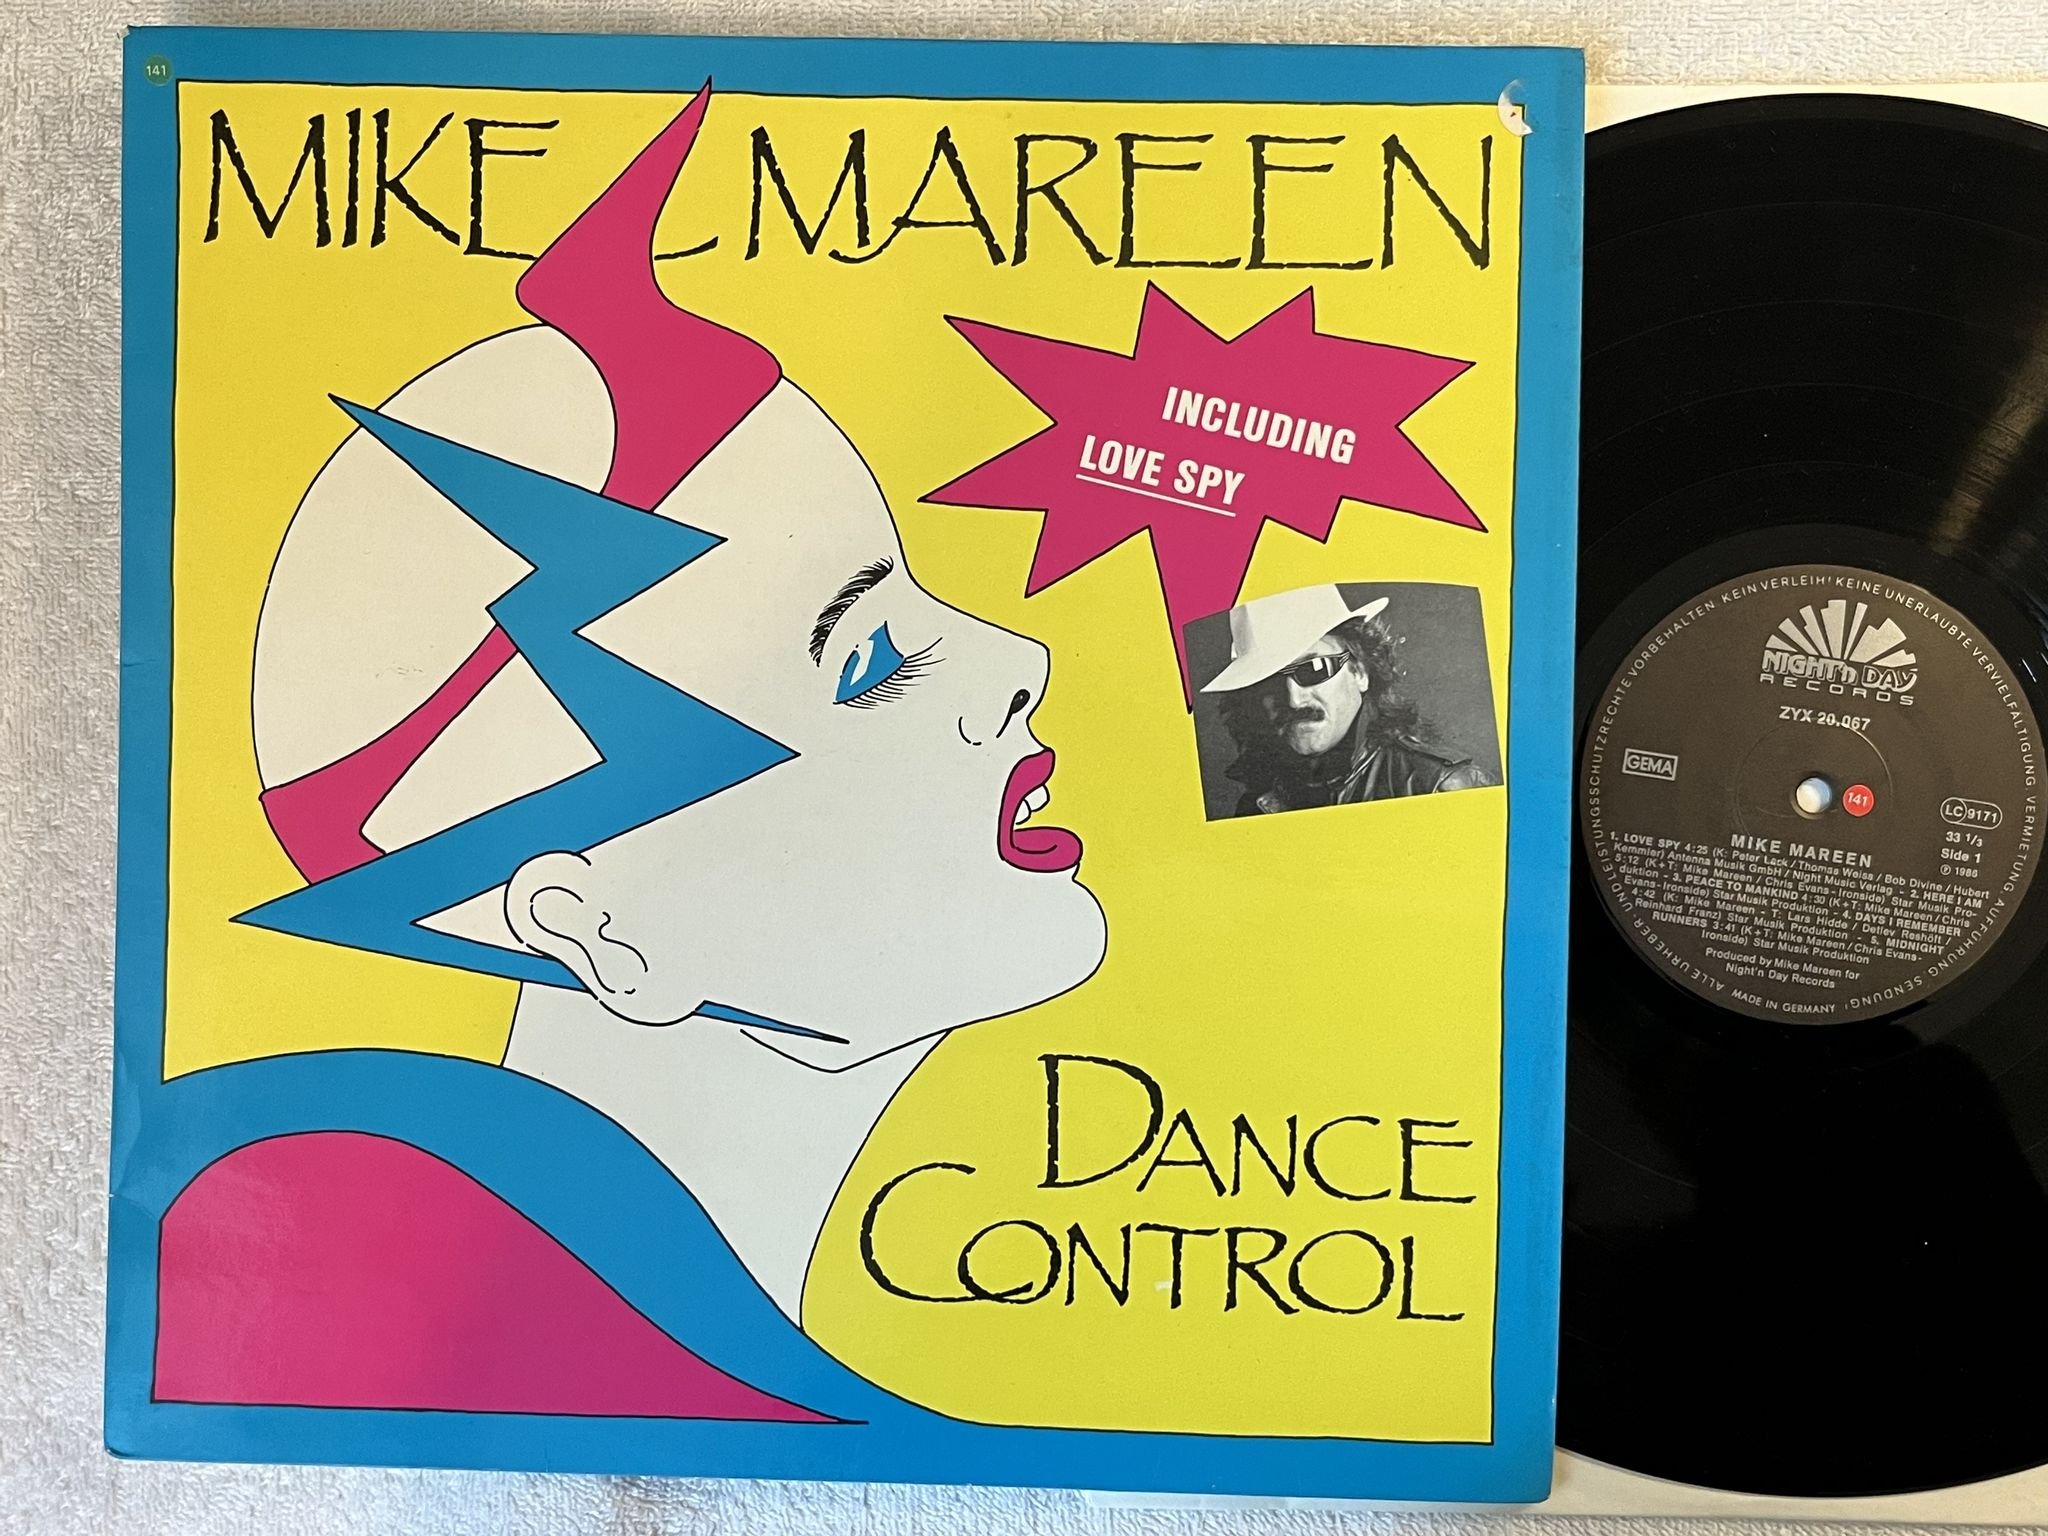 141
MIKE MAREEN
INCLUDING
LOVE SPY
DANCE
CONTROL
ALLE URHEBER- UND LEISTUNGSSCHUTZRECHTE VORBEHALTEN. KEIN VERLEIH! KEINE UNERLAUBTE VERVIELFÄLTIGUNG, VERMIETUNG, AUFFÜHRUNG, SENDUNG!
NIGHT'n DAY
RECORDS
ZYX 20.067
GEMA
141
LC 9171
33 1/3
Side 1
℗ 1986
MIKE MAREEN
1. LOVE SPY 4:25 (K: Peter Lack / Thomas Weiss / Bob Divine / Hubert
Kemmler) Antenna Musik GmbH / Night Music Verlag - 2. HERE I AM
5:12 (K+T: Mike Mareen / Chris Evans-Ironside) Star Musik Pro-
duktion - 3. PEACE TO MANKIND 4:30 (K+T: Mike Mareen / Chris
Evans-Ironside) Star Musik Produktion - 4. DAYS I REMEMBER
4:42 (K: Mike Mareen - T: Lars Hidde / Detlev Reshöft /
Reinhard Franz) Star Musik Produktion - 5. MIDNIGHT
RUNNERS 3:41 (K+T: Mike Mareen / Chris Evans-
Ironside) Star Musik Produktion
Produced by Mike Mareen for
Night'n Day Records
MADE IN GERMANY